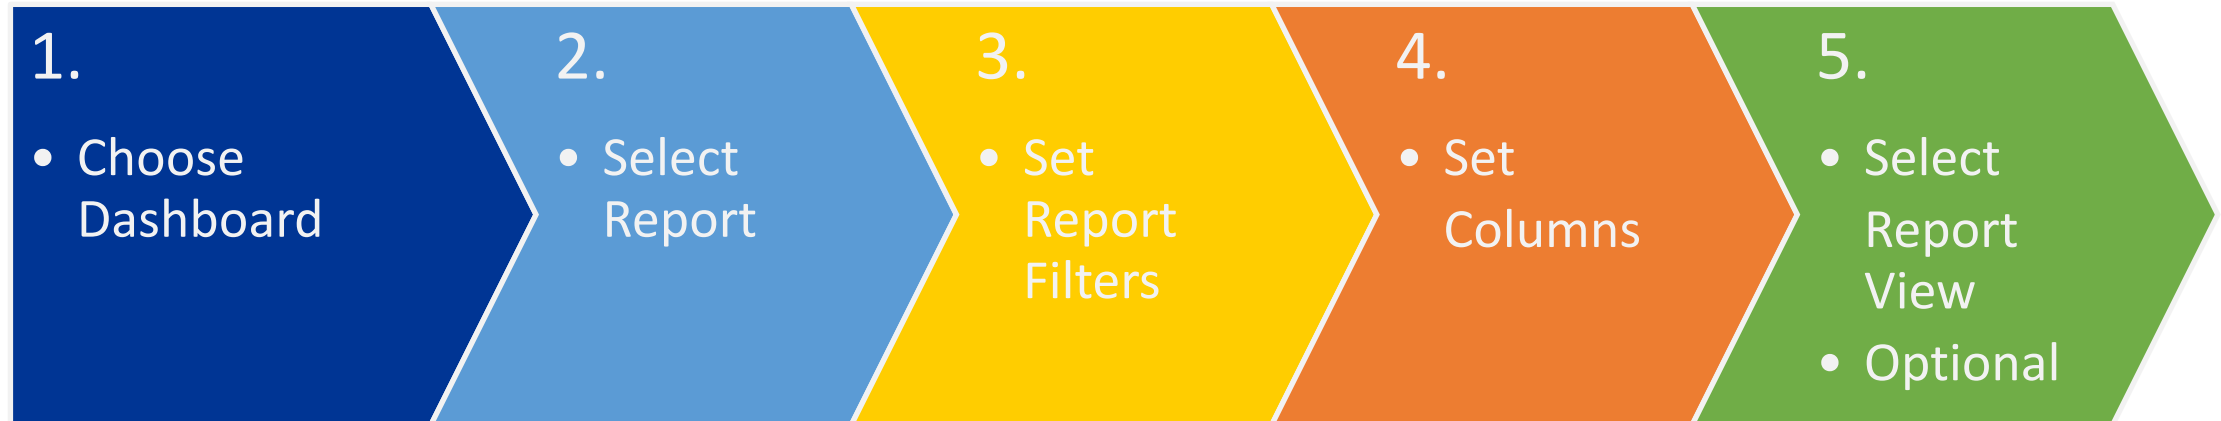 1.
• Choose
Dashboard
2.
• Select
Report
3.
• Set
Report
Filters
4.
• Set
Columns
5.
• Select
Report
View
• Optional